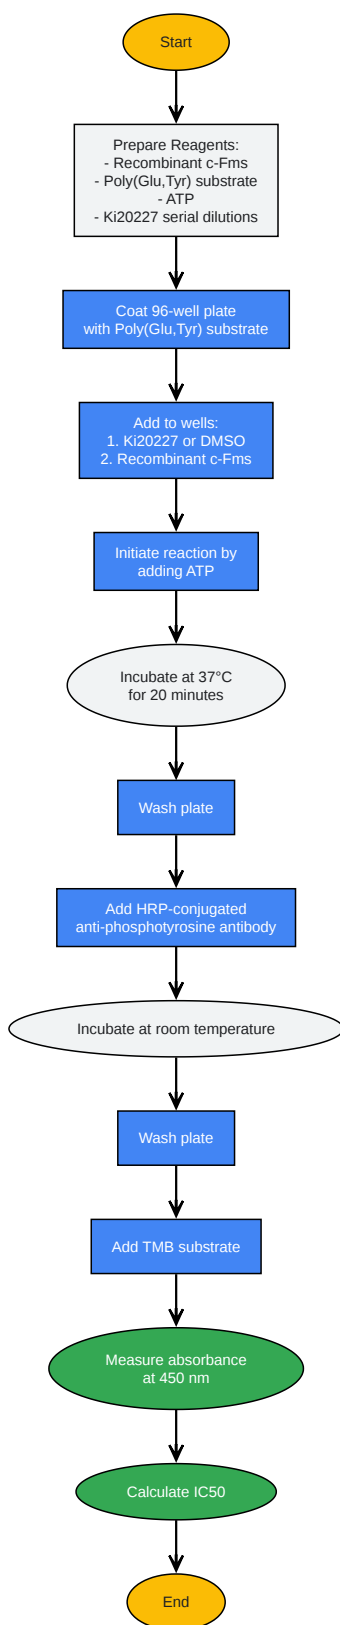 Start
Prepare Reagents:
- Recombinant c-Fms
- Poly(Glu,Tyr) substrate
- ATP
- Ki20227 serial dilutions
Coat 96-well plate
with Poly(Glu,Tyr) substrate
Add to wells:
1. Ki20227 or DMSO
2. Recombinant c-Fms
Initiate reaction by
adding ATP
Incubate at 37°C
for 20 minutes
Wash plate
Add HRP-conjugated
anti-phosphotyrosine antibody
Incubate at room temperature
Wash plate
Add TMB substrate
Measure absorbance
at 450 nm
Calculate IC50
End